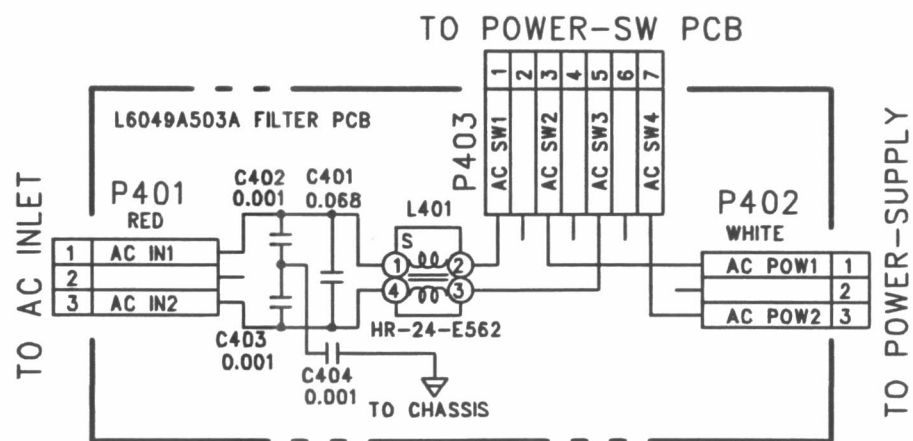 TO POWER-SW PCB
1 2 3 4 5 6 7
AC SW1 AC SW2 AC SW3 AC SW4
P403
L6049A503A FILTER PCB
TO AC INLET
P401
RED
1 AC IN1
2
3 AC IN2
C402
0.001
C401
0.068
C403
0.001
C404
0.001
TO CHASSIS
L401
S
1 2
4 3
HR-24-E562
P402
WHITE
AC POW1 1
2
AC POW2 3
TO POWER-SUPPLY